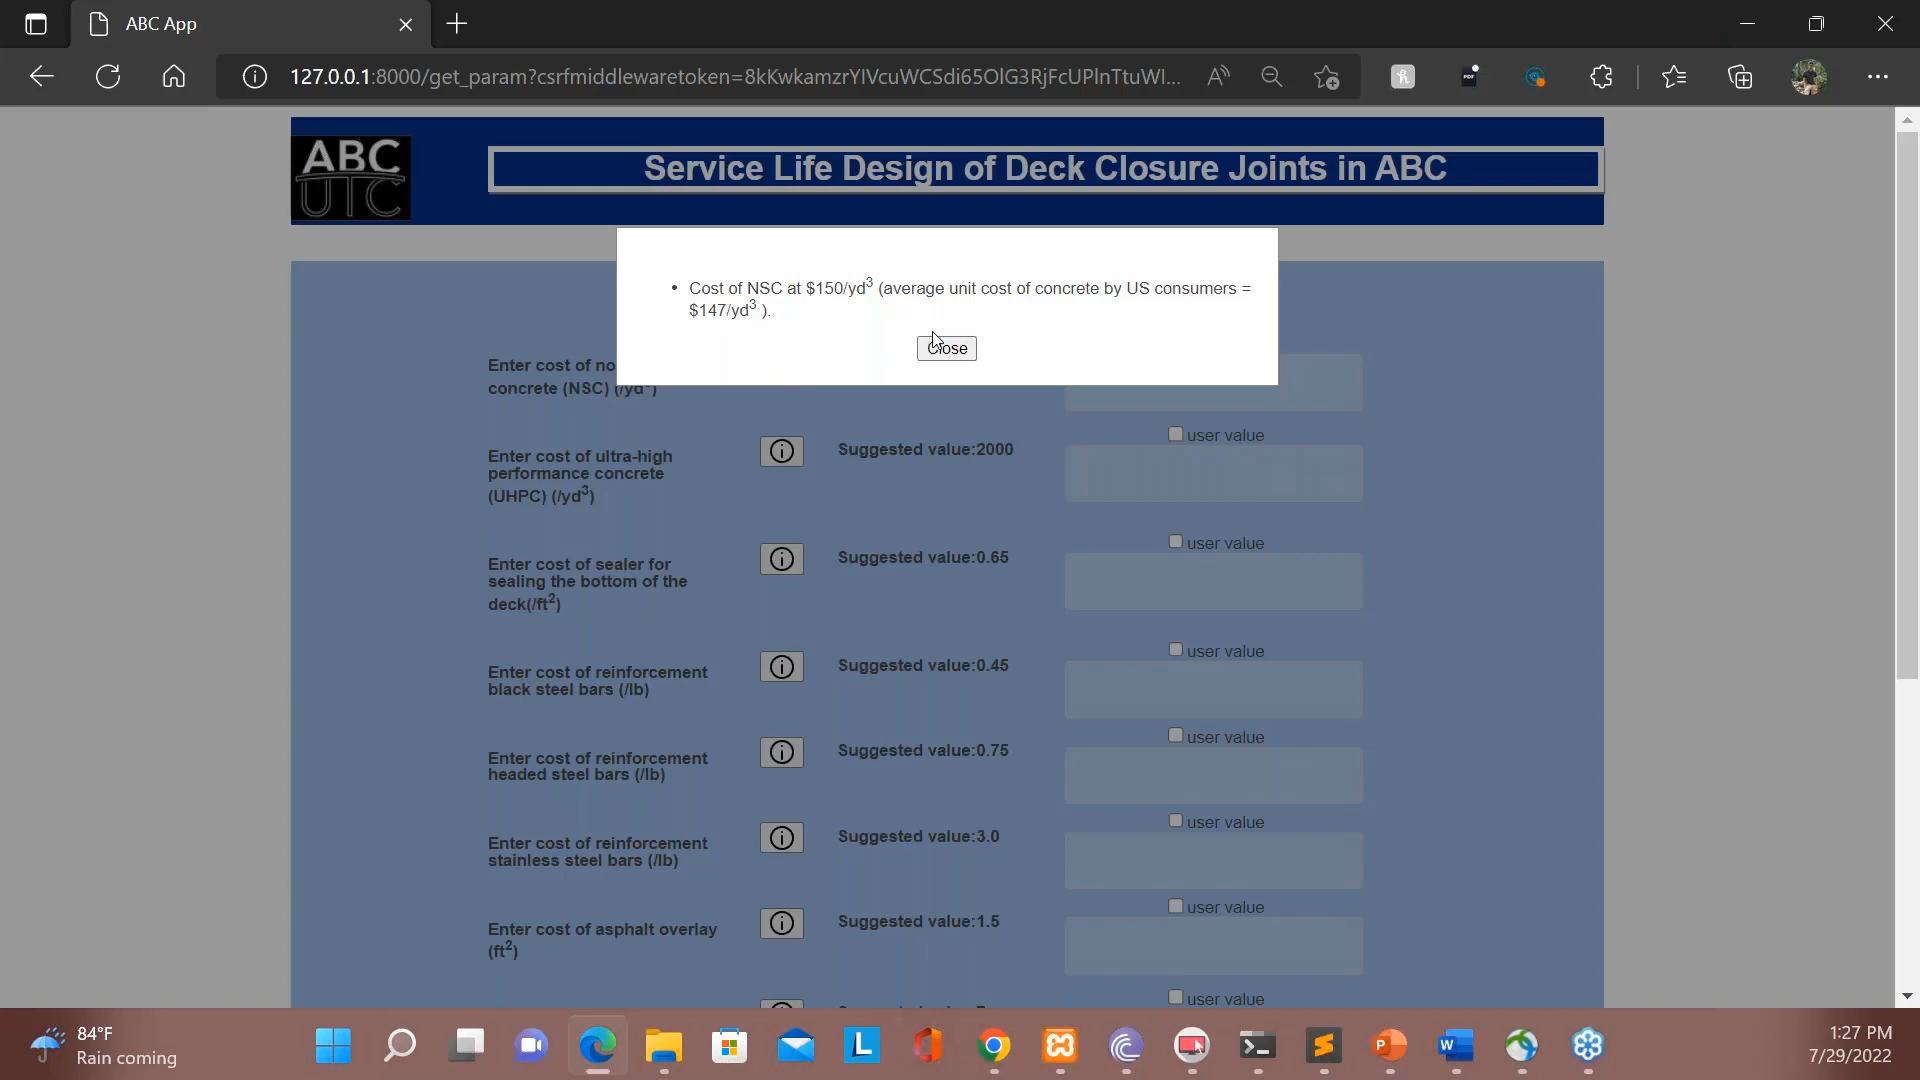 ABC App
127.0.0.1:8000/get_param?csrfmiddlewaretoken=8kKwkamzrYIVcuWCSdi65OlG3RjFcUPlnTtuWl...
ABC
UTC
Service Life Design of Deck Closure Joints in ABC
• Cost of NSC at $150/yd³ (average unit cost of concrete by US consumers =
$147/yd³ ).
Close
Enter cost of no
concrete (NSC) (/yd³)
user value
Enter cost of ultra-high
performance concrete
(UHPC) (/yd³)
Suggested value:2000
user value
Enter cost of sealer for
sealing the bottom of the
deck(/ft²)
Suggested value:0.65
user value
Enter cost of reinforcement
black steel bars (/lb)
Suggested value:0.45
user value
Enter cost of reinforcement
headed steel bars (/lb)
Suggested value:0.75
user value
Enter cost of reinforcement
stainless steel bars (/lb)
Suggested value:3.0
user value
Enter cost of asphalt overlay
(ft²)
Suggested value:1.5
user value
84°F
Rain coming
1:27 PM
7/29/2022